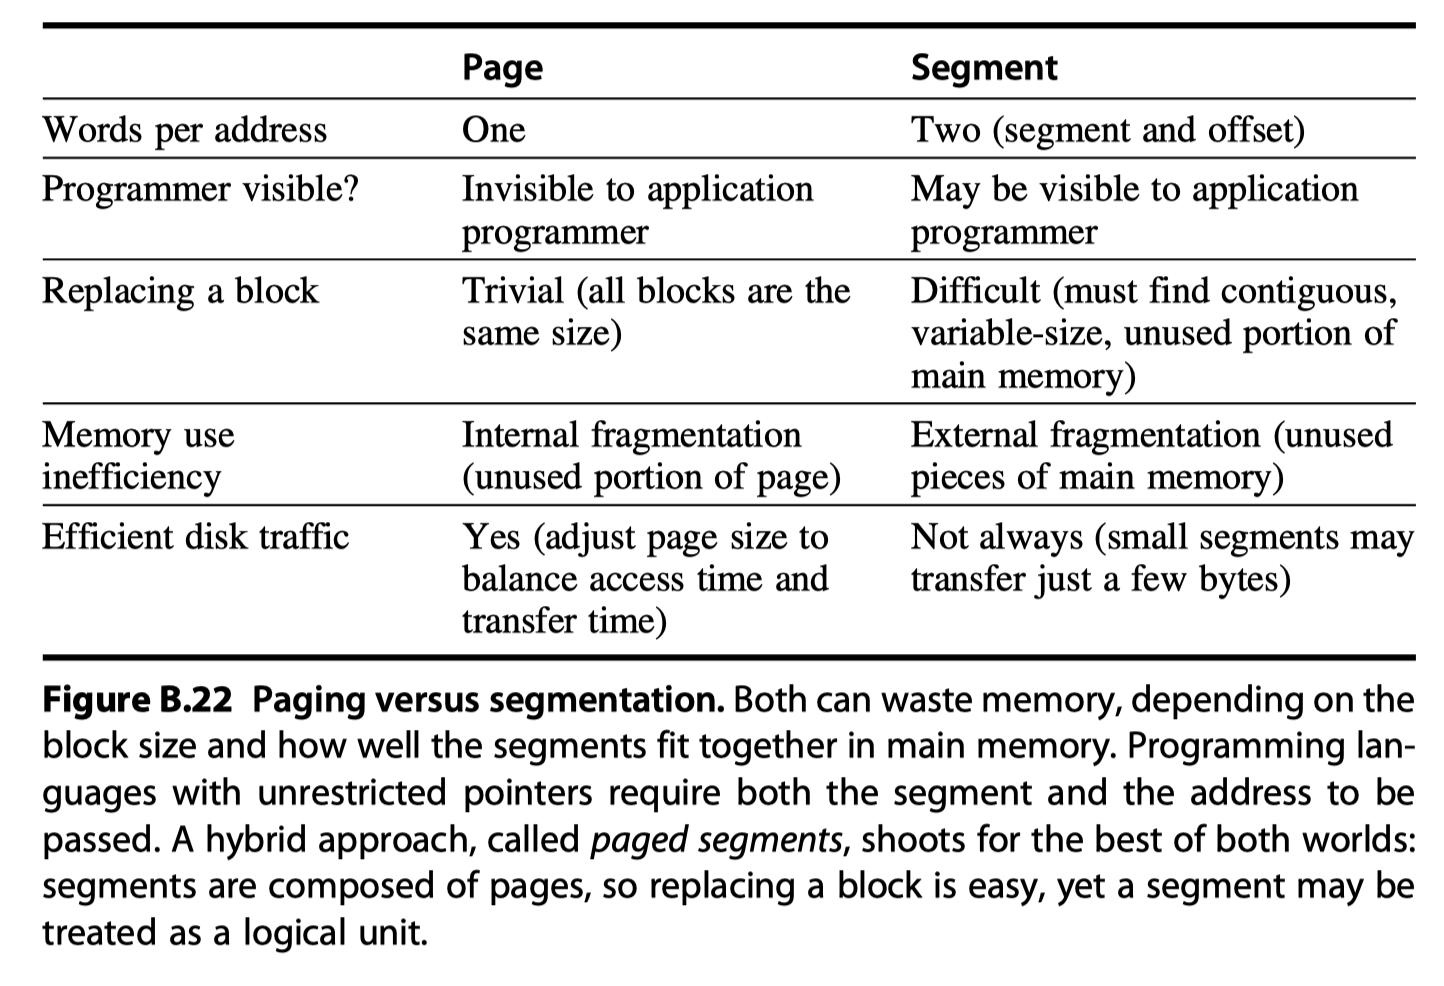 Page Segment
Words per address One Two (segment and offset)
Programmer visible? Invisible to application May be visible to application
programmer programmer
Replacing a block Trivial (all blocks are the Difficult (must find contiguous,
same size) variable-size, unused portion of
main memory)
Memory use Internal fragmentation External fragmentation (unused
inefficiency (unused portion of page) pieces of main memory)
Efficient disk traffic Yes (adjust page size to Not always (small segments may
balance access time and transfer just a few bytes)
transfer time)
Figure B.22 Paging versus segmentation. Both can waste memory, depending on the
block size and how well the segments fit together in main memory. Programming lan-
guages with unrestricted pointers require both the segment and the address to be
passed. A hybrid approach, called paged segments, shoots for the best of both worlds:
segments are composed of pages, so replacing a block is easy, yet a segment may be
treated as a logical unit.